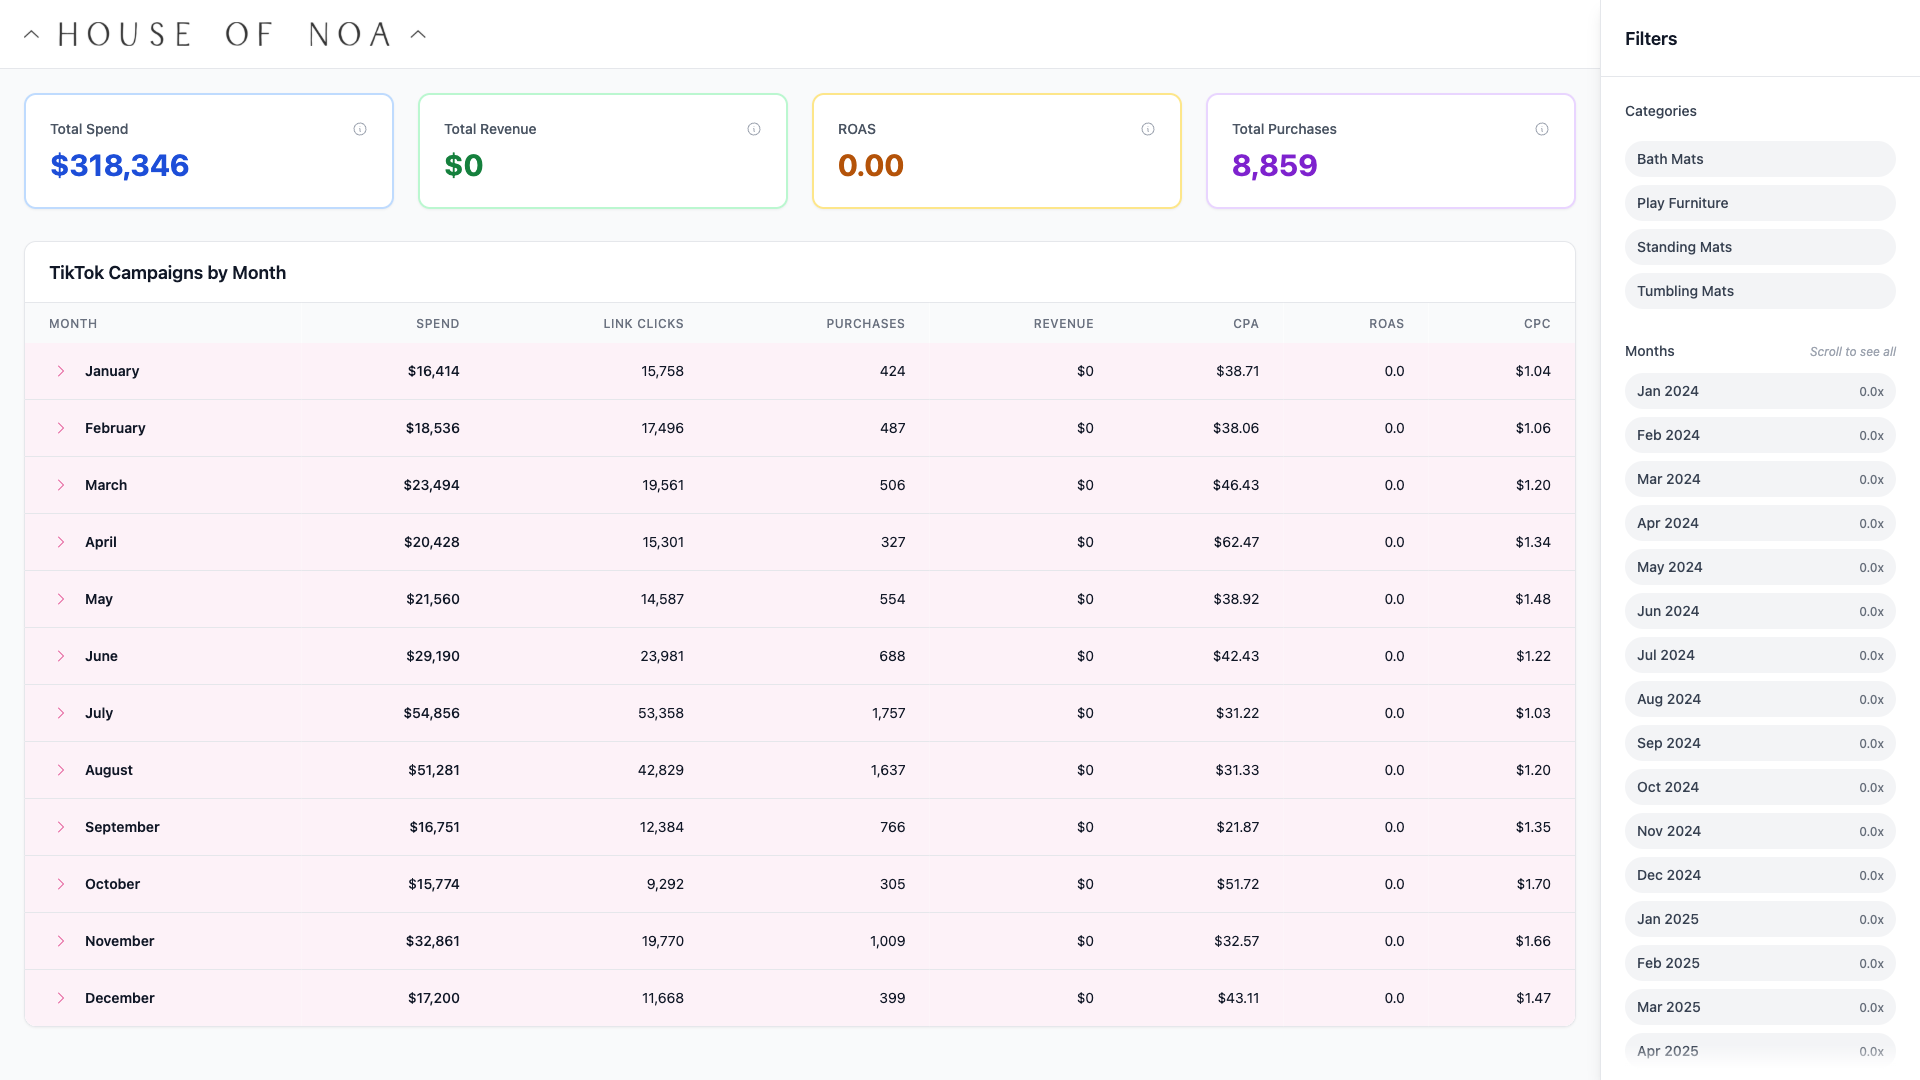 HOUSE OF NOA
Total Spend
$318,346
Total Revenue
$0
ROAS
0.00
Total Purchases
8,859
TikTok Campaigns by Month
MONTH SPEND LINK CLICKS PURCHASES REVENUE CPA ROAS CPC
January $16,414 15,758 424 $0 $38.71 0.0 $1.04
February $18,536 17,496 487 $0 $38.06 0.0 $1.06
March $23,494 19,561 506 $0 $46.43 0.0 $1.20
April $20,428 15,301 327 $0 $62.47 0.0 $1.34
May $21,560 14,587 554 $0 $38.92 0.0 $1.48
June $29,190 23,981 688 $0 $42.43 0.0 $1.22
July $54,856 53,358 1,757 $0 $31.22 0.0 $1.03
August $51,281 42,829 1,637 $0 $31.33 0.0 $1.20
September $16,751 12,384 766 $0 $21.87 0.0 $1.35
October $15,774 9,292 305 $0 $51.72 0.0 $1.70
November $32,861 19,770 1,009 $0 $32.57 0.0 $1.66
December $17,200 11,668 399 $0 $43.11 0.0 $1.47
Filters
Categories
Bath Mats
Play Furniture
Standing Mats
Tumbling Mats
Months Scroll to see all
Jan 2024 0.0x
Feb 2024 0.0x
Mar 2024 0.0x
Apr 2024 0.0x
May 2024 0.0x
Jun 2024 0.0x
Jul 2024 0.0x
Aug 2024 0.0x
Sep 2024 0.0x
Oct 2024 0.0x
Nov 2024 0.0x
Dec 2024 0.0x
Jan 2025 0.0x
Feb 2025 0.0x
Mar 2025 0.0x
Apr 2025 0.0x